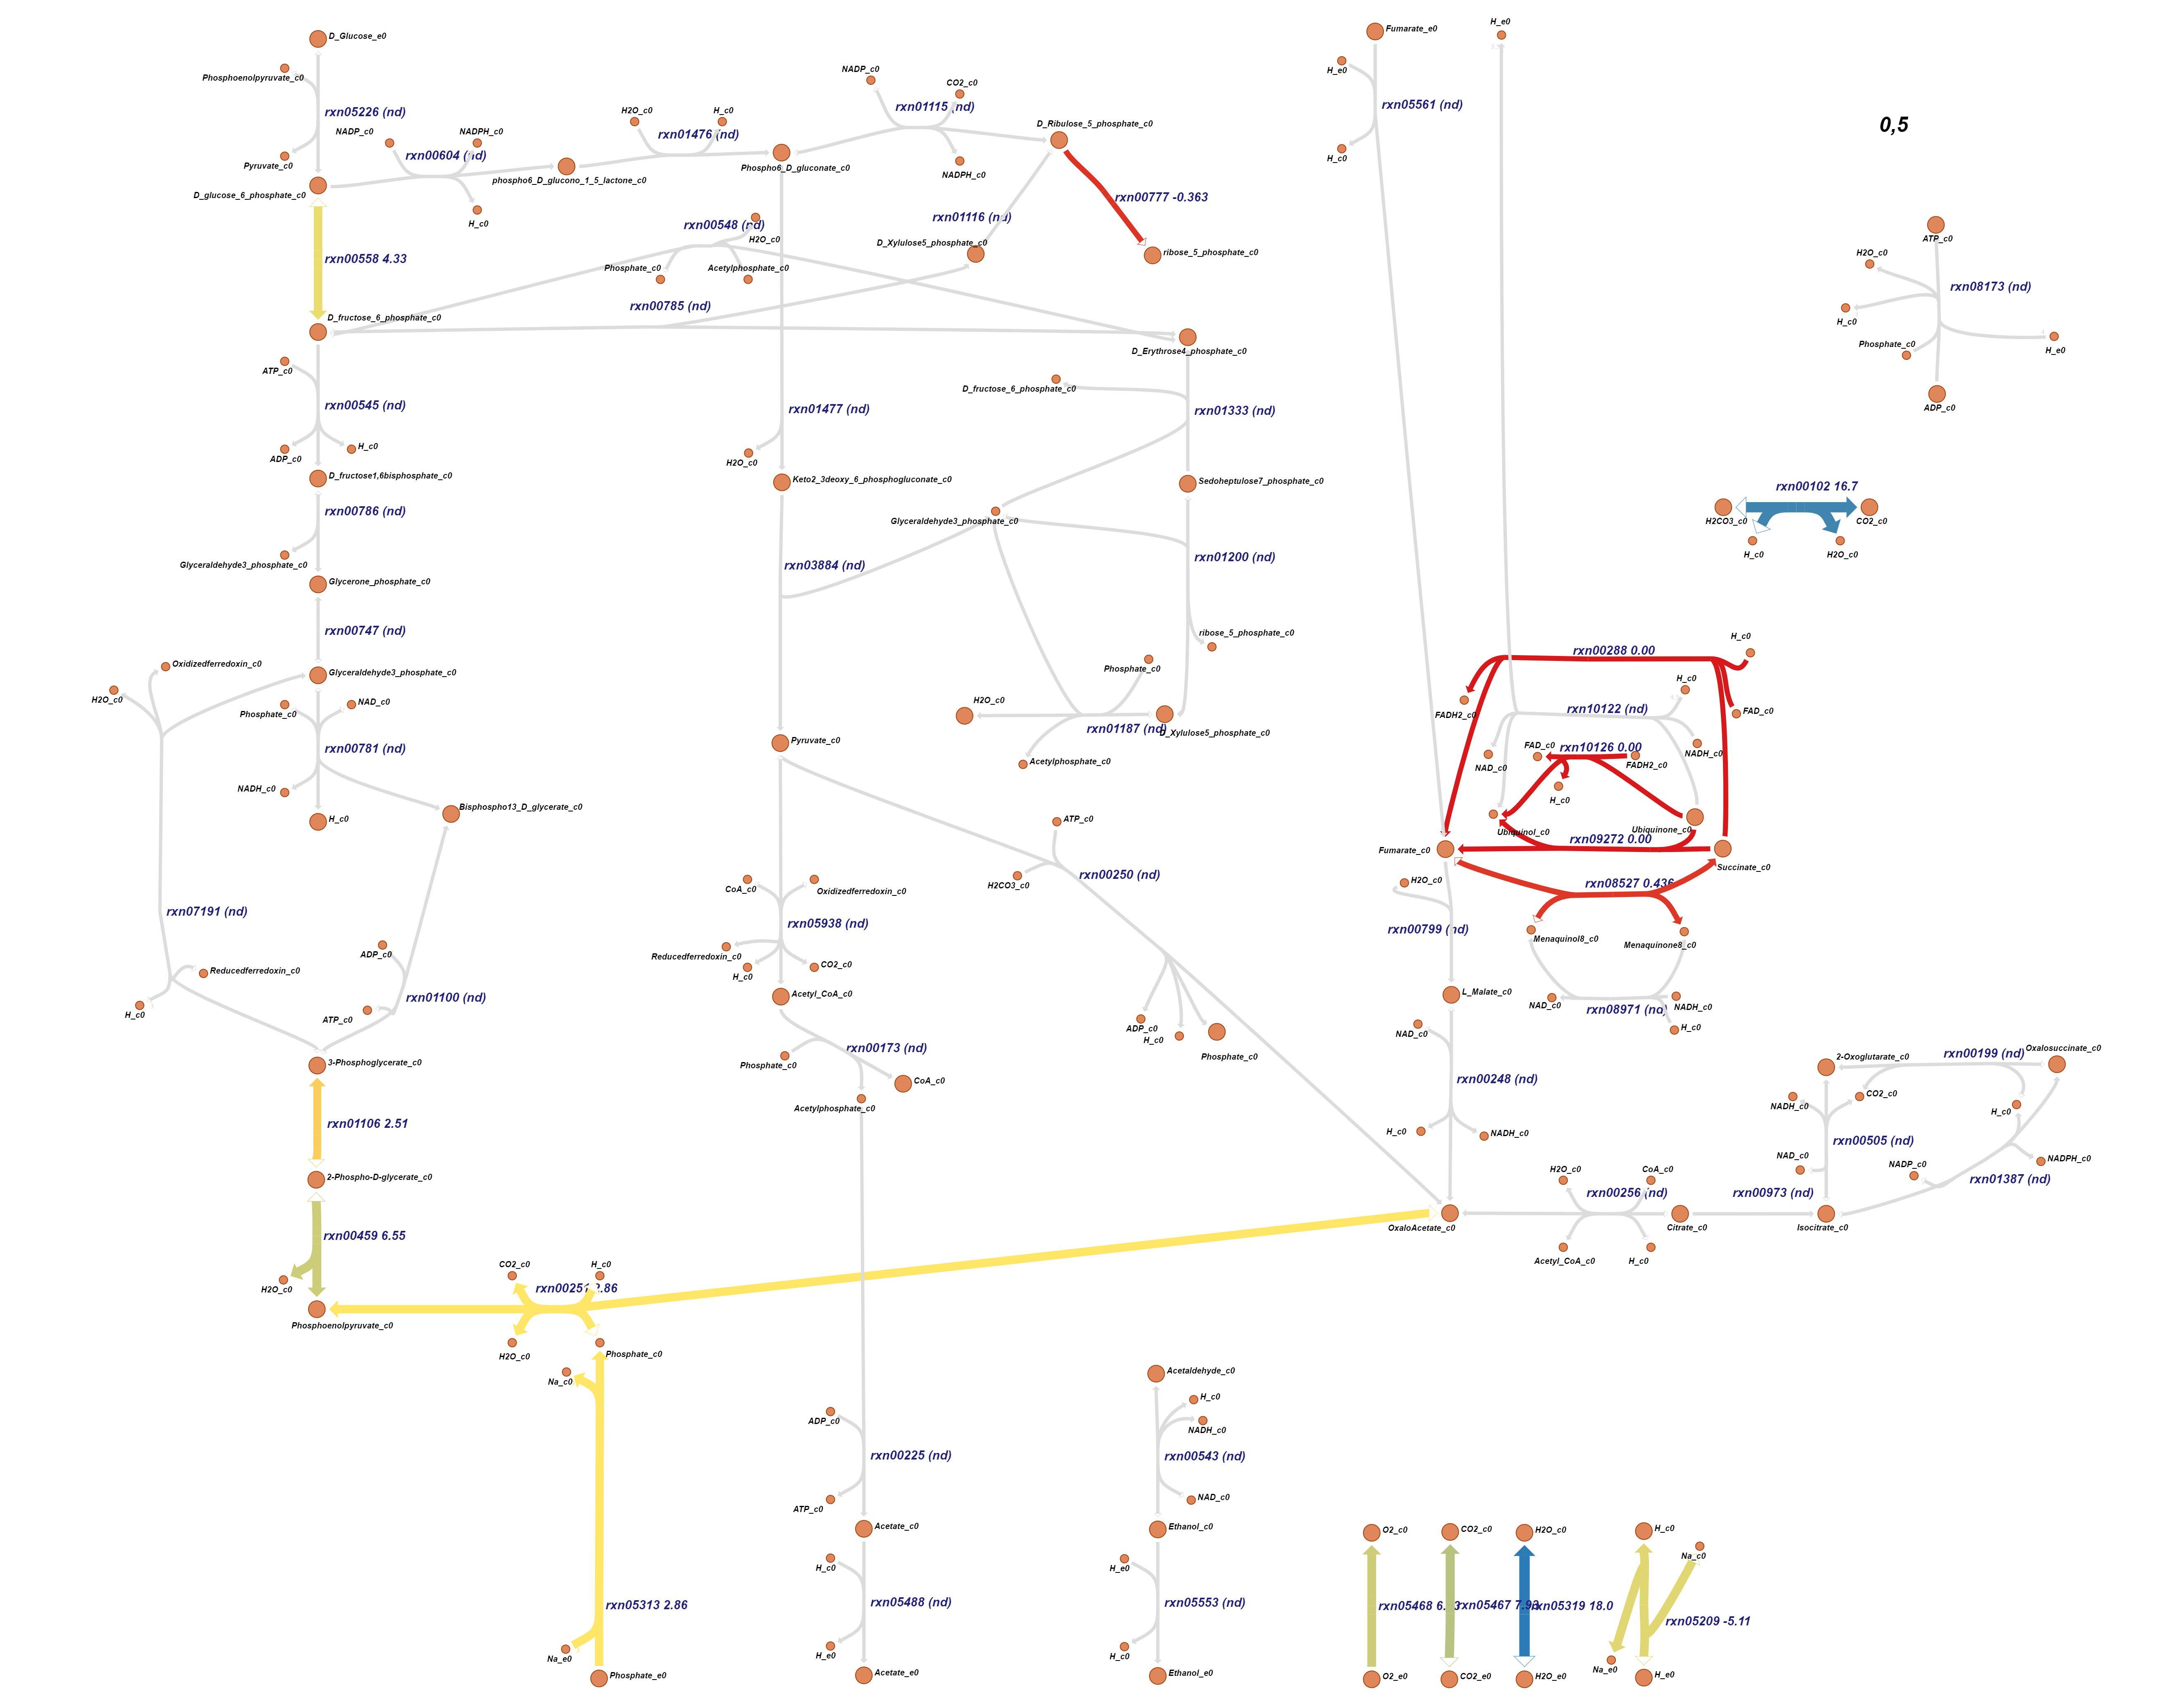 D_Glucose_e0
Phosphoenolpyruvate_c0
rxn05226 (nd)
Pyruvate_c0
D_glucose_6_phosphate_c0
NADP_c0
NADPH_c0
rxn00604 (nd)
H_c0
phospho6_D_glucono_1_5_lactone_c0
H2O_c0
H_c0
rxn01476 (nd)
Phospho6_D_gluconate_c0
NADP_c0
CO2_c0
rxn01115 (nd)
NADPH_c0
D_Ribulose_5_phosphate_c0
rxn00777 -0.363
ribose_5_phosphate_c0
rxn01116 (nd)
D_Xylulose5_phosphate_c0
rxn00548 (nd)
H2O_c0
Phosphate_c0
Acetylphosphate_c0
rxn00785 (nd)
rxn00558 4.33
D_fructose_6_phosphate_c0
D_Erythrose4_phosphate_c0
ATP_c0
rxn00545 (nd)
ADP_c0
H_c0
D_fructose1,6bisphosphate_c0
rxn00786 (nd)
Glyceraldehyde3_phosphate_c0
Glycerone_phosphate_c0
rxn00747 (nd)
Glyceraldehyde3_phosphate_c0
Oxidizedferredoxin_c0
H2O_c0
Phosphate_c0
NAD_c0
rxn00781 (nd)
NADH_c0
H_c0
Bisphospho13_D_glycerate_c0
rxn07191 (nd)
Reducedferredoxin_c0
H_c0
ADP_c0
rxn01100 (nd)
ATP_c0
3-Phosphoglycerate_c0
rxn01106 2.51
2-Phospho-D-glycerate_c0
rxn00459 6.55
H2O_c0
Phosphoenolpyruvate_c0
CO2_c0
H_c0
rxn00251 2.86
H2O_c0
Phosphate_c0
Na_c0
rxn05313 2.86
Na_e0
Phosphate_e0
rxn01477 (nd)
H2O_c0
Keto2_3deoxy_6_phosphogluconate_c0
rxn03884 (nd)
D_fructose_6_phosphate_c0
rxn01333 (nd)
Sedoheptulose7_phosphate_c0
Glyceraldehyde3_phosphate_c0
rxn01200 (nd)
ribose_5_phosphate_c0
Phosphate_c0
H2O_c0
rxn01187 (nd)
D_Xylulose5_phosphate_c0
Acetylphosphate_c0
Pyruvate_c0
ATP_c0
H2CO3_c0
rxn00250 (nd)
ADP_c0
H_c0
Phosphate_c0
CoA_c0
Oxidizedferredoxin_c0
rxn05938 (nd)
Reducedferredoxin_c0
H_c0
CO2_c0
Acetyl_CoA_c0
rxn00173 (nd)
Phosphate_c0
CoA_c0
Acetylphosphate_c0
ADP_c0
rxn00225 (nd)
ATP_c0
Acetate_c0
H_c0
rxn05488 (nd)
H_e0
Acetate_e0
Acetaldehyde_c0
H_c0
NADH_c0
rxn00543 (nd)
NAD_c0
Ethanol_c0
H_e0
rxn05553 (nd)
H_c0
Ethanol_e0
Fumarate_e0
H_e0
rxn05561 (nd)
H_c0
H_e0
0,5
ATP_c0
H2O_c0
rxn08173 (nd)
H_c0
Phosphate_c0
H_e0
ADP_c0
rxn00102 16.7
H2CO3_c0
CO2_c0
H_c0
H2O_c0
H_c0
rxn00288 0.00
FADH2_c0
FAD_c0
H_c0
rxn10122 (nd)
NAD_c0
NADH_c0
FAD_c0
rxn10126 0.00
FADH2_c0
H_c0
Ubiquinol_c0
Ubiquinone_c0
rxn09272 0.00
Fumarate_c0
Succinate_c0
rxn08527 0.436
H2O_c0
rxn00799 (nd)
Menaquinol8_c0
Menaquinone8_c0
L_Malate_c0
NAD_c0
rxn08971 (nd)
NADH_c0
H_c0
NAD_c0
rxn00248 (nd)
H_c0
NADH_c0
OxaloAcetate_c0
H2O_c0
CoA_c0
rxn00256 (nd)
Acetyl_CoA_c0
H_c0
Citrate_c0
rxn00973 (nd)
Isocitrate_c0
2-Oxoglutarate_c0
rxn00199 (nd)
Oxalosuccinate_c0
NADH_c0
CO2_c0
H_c0
rxn00505 (nd)
NAD_c0
NADP_c0
NADPH_c0
rxn01387 (nd)
O2_c0
CO2_c0
H2O_c0
H_c0
Na_c0
rxn05468
rxn05467
rxn05319 18.0
rxn05209 -5.11
O2_e0
CO2_e0
H2O_e0
Na_e0
H_e0